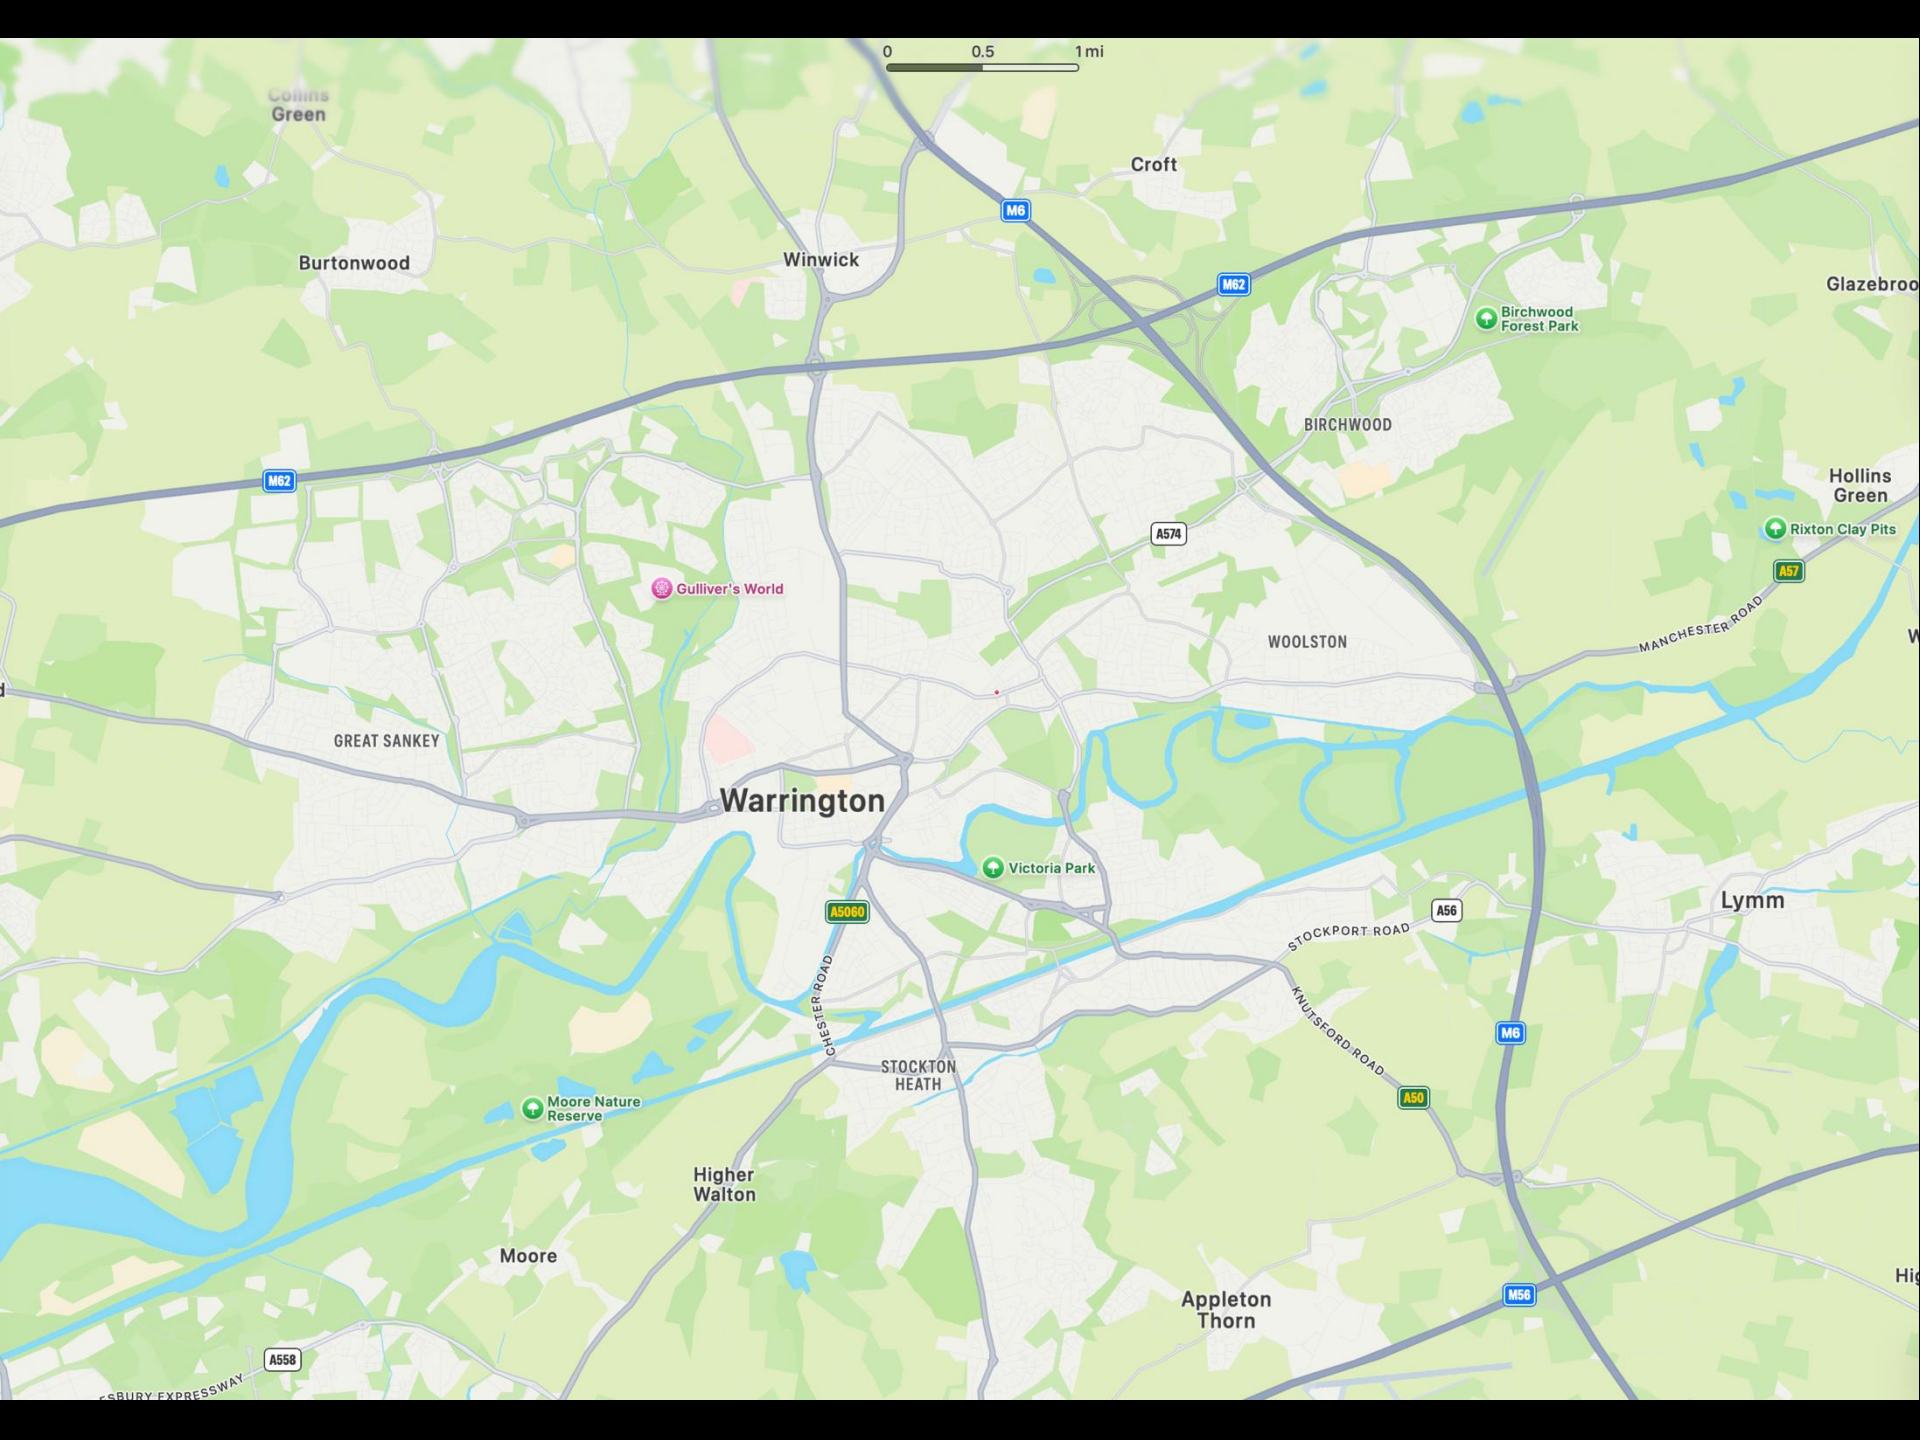 0 0.5 1 mi
Collins
Green
Croft
M6
Winwick
Burtonwood
M62
Glazebroo
Birchwood
Forest Park
BIRCHWOOD
M62
Hollins
Green
Rixton Clay Pits
A574
A57
Gulliver's World
MANCHESTER ROAD
WOOLSTON
W
d
GREAT SANKEY
Warrington
Victoria Park
Lymm
A5060
A56
STOCKPORT ROAD
CHESTER ROAD
KNUTSFORD ROAD
M6
STOCKTON
HEATH
A50
Moore Nature
Reserve
Higher
Walton
Moore
Hig
Appleton
Thorn
M56
A558
ESBURY EXPRESSWAY